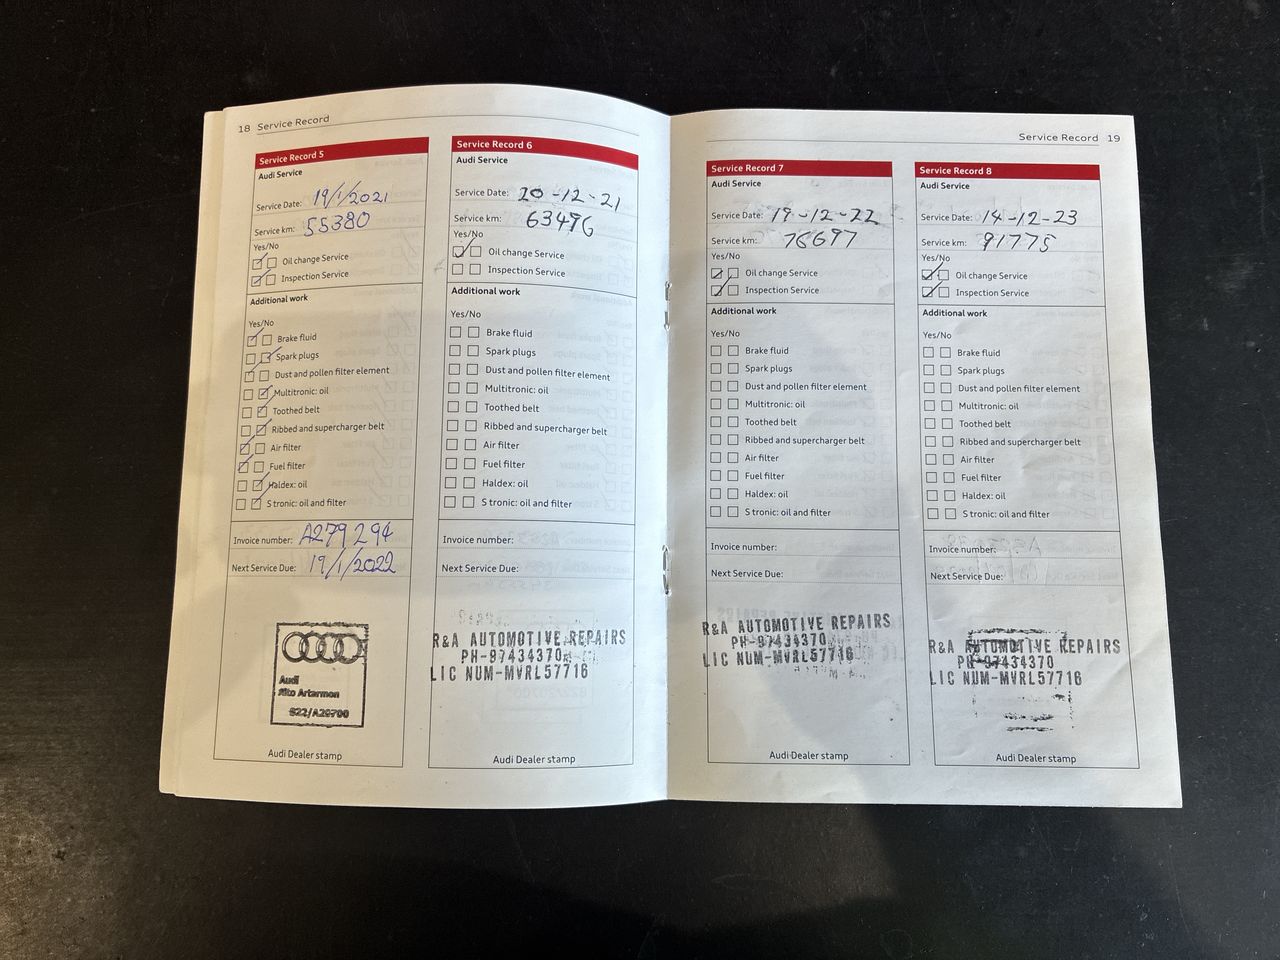 18 Service Record
Service Record 5
Audi Service
Service Date: 19/1/2021
Service km: 55380
Yes/No
Oil change Service
Inspection Service
Additional work
Yes/No
Brake fluid
Spark plugs
Dust and pollen filter element
Multitronic: oil
Toothed belt
Ribbed and supercharger belt
Air filter
Fuel filter
Haldex: oil
S tronic: oil and filter
Invoice number: A279294
Next Service Due: 19/1/2022
Audi
Alto Artarmon
822/A20700
Audi Dealer stamp
Service Record 6
Audi Service
Service Date: 20-12-21
Service km: 63496
Yes/No
Oil change Service
Inspection Service
Additional work
Yes/No
Brake fluid
Spark plugs
Dust and pollen filter element
Multitronic: oil
Toothed belt
Ribbed and supercharger belt
Air filter
Fuel filter
Haldex: oil
S tronic: oil and filter
Invoice number:
Next Service Due:
R&A AUTOMOTIVE REPAIRS
PH-97434370
LIC NUM-MVRL57716
Audi Dealer stamp
Service Record 19
Service Record 7
Audi Service
Service Date: 19-12-22
Service km: 76697
Yes/No
Oil change Service
Inspection Service
Additional work
Yes/No
Brake fluid
Spark plugs
Dust and pollen filter element
Multitronic: oil
Toothed belt
Ribbed and supercharger belt
Air filter
Fuel filter
Haldex: oil
S tronic: oil and filter
Invoice number:
Next Service Due:
R&A AUTOMOTIVE REPAIRS
PH-97434370
LIC NUM-MVRL57716
Audi Dealer stamp
Service Record 8
Audi Service
Service Date: 14-12-23
Service km: 91775
Yes/No
Oil change Service
Inspection Service
Additional work
Yes/No
Brake fluid
Spark plugs
Dust and pollen filter element
Multitronic: oil
Toothed belt
Ribbed and supercharger belt
Air filter
Fuel filter
Haldex: oil
S tronic: oil and filter
Invoice number:
Next Service Due:
R&A AUTOMOTIVE REPAIRS
PH-97434370
LIC NUM-MVRL57716
Audi Dealer stamp